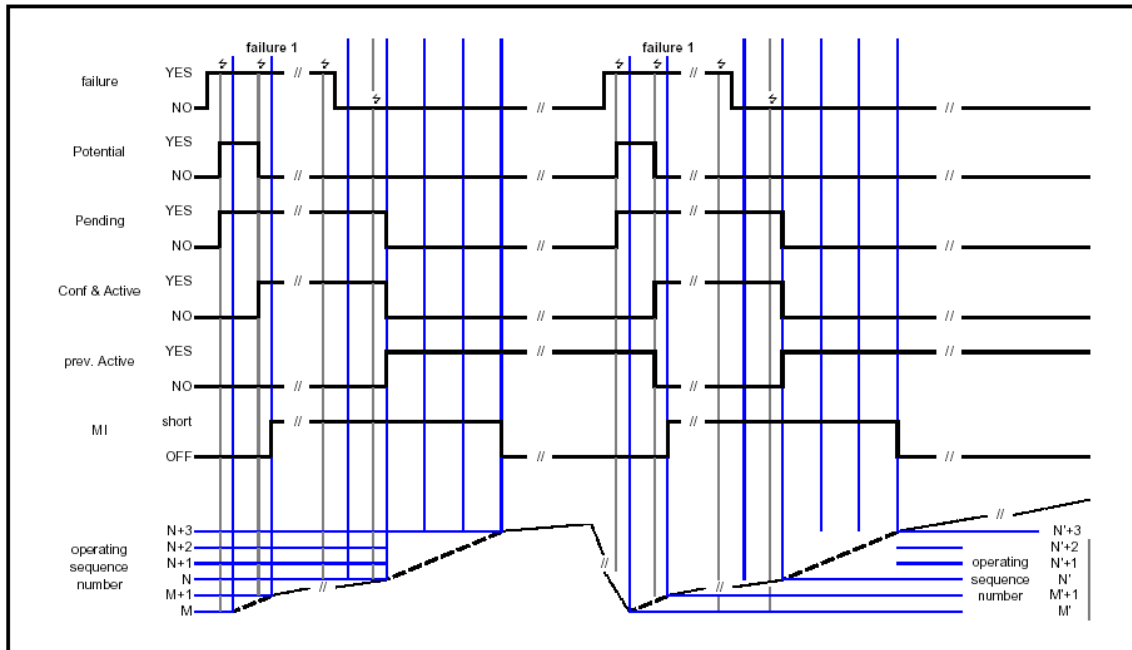 failure 1
failure 1
failure
YES
NO
Potential
YES
NO
Pending
YES
NO
Conf & Active
YES
NO
prev. Active
YES
NO
MI
short
OFF
operating
sequence
number
N+3
N+2
N+1
N
M+1
M
operating
sequence
number
N'+3
N'+2
N'+1
N'
M'+1
M'